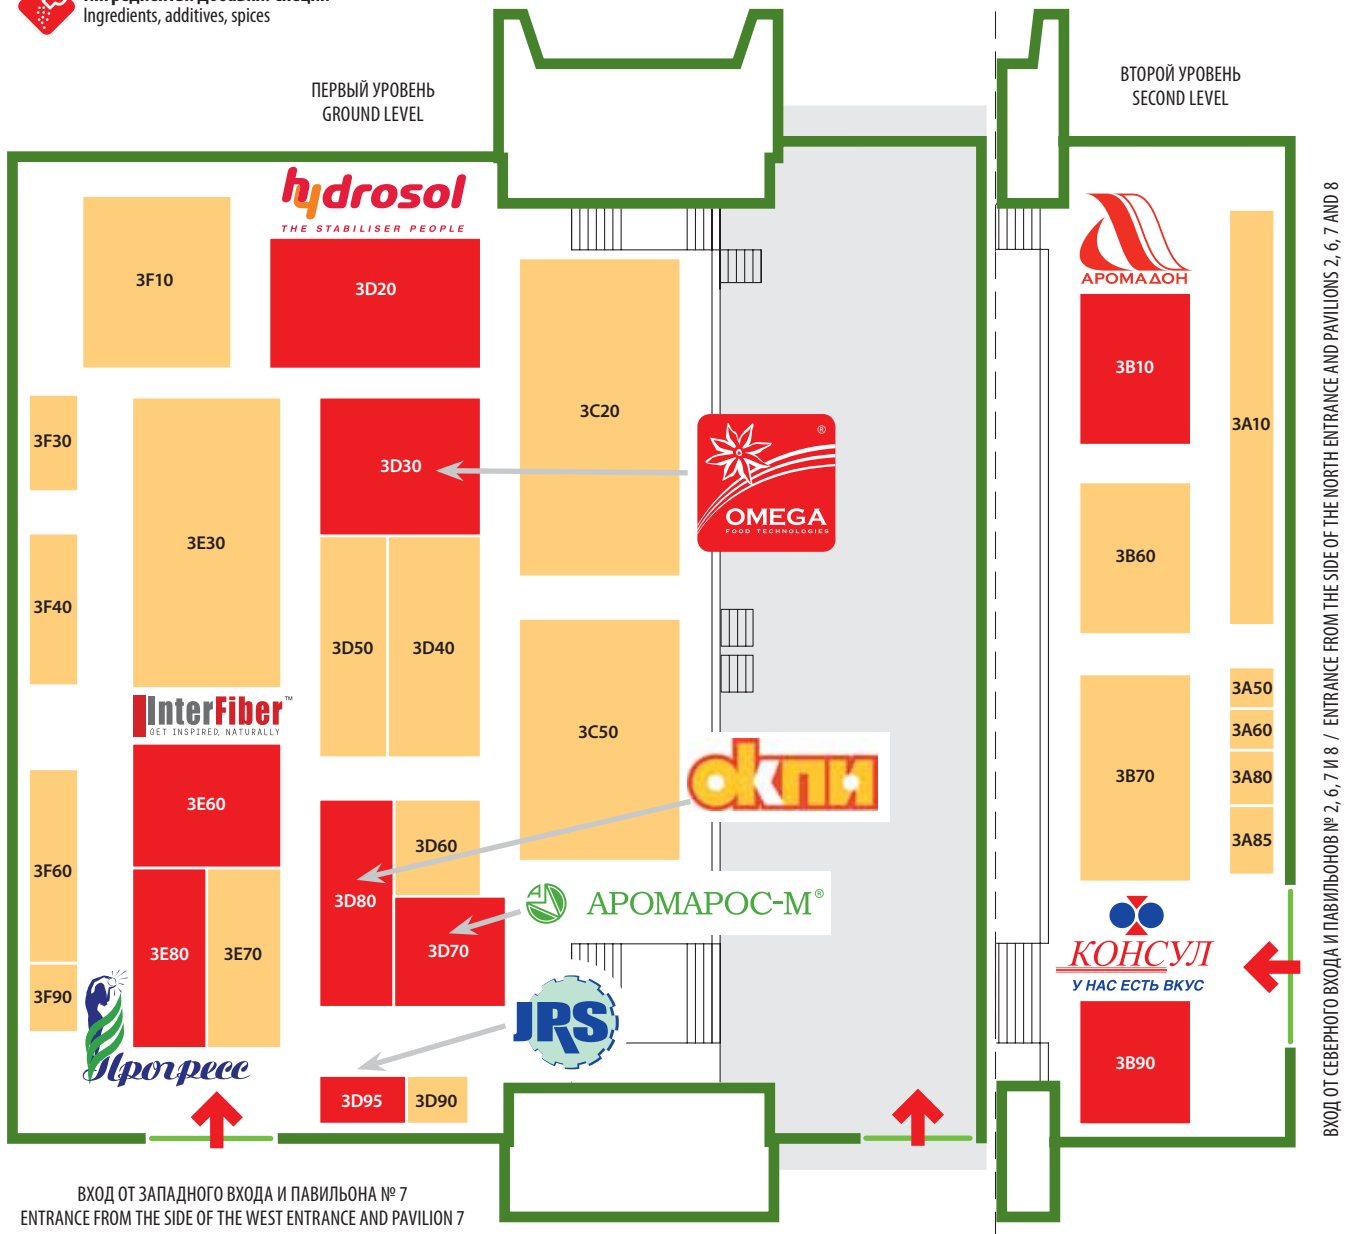 Ingredients, additives, spices
ПЕРВЫЙ УРОВЕНЬ
GROUND LEVEL
ВТОРОЙ УРОВЕНЬ
SECOND LEVEL
hydrosol
THE STABILISER PEOPLE
3F10
3D20
3C20
3F30
3D30
3E30
3F40
OMEGA
FOOD TECHNOLOGIES
®
3D50
3D40
InterFiber™
GET INSPIRED, NATURALLY
3C50
окпи
3E60
3D60
3F60
3D80
АРОМАРОС-М®
3D70
3E80
3E70
3F90
JRS
Прогресс
3D95
3D90
АРОМАДОН
3B10
3A10
3B60
3A50
3A60
3B70
3A80
3A85
КОНСУЛ
У НАС ЕСТЬ ВКУС
3B90
ВХОД ОТ СЕВЕРНОГО ВХОДА И ПАВИЛЬОНОВ № 2, 6, 7 И 8 / ENTRANCE FROM THE SIDE OF THE NORTH ENTRANCE AND PAVILIONS 2, 6, 7 AND 8
ВХОД ОТ ЗАПАДНОГО ВХОДА И ПАВИЛЬОНА № 7
ENTRANCE FROM THE SIDE OF THE WEST ENTRANCE AND PAVILION 7